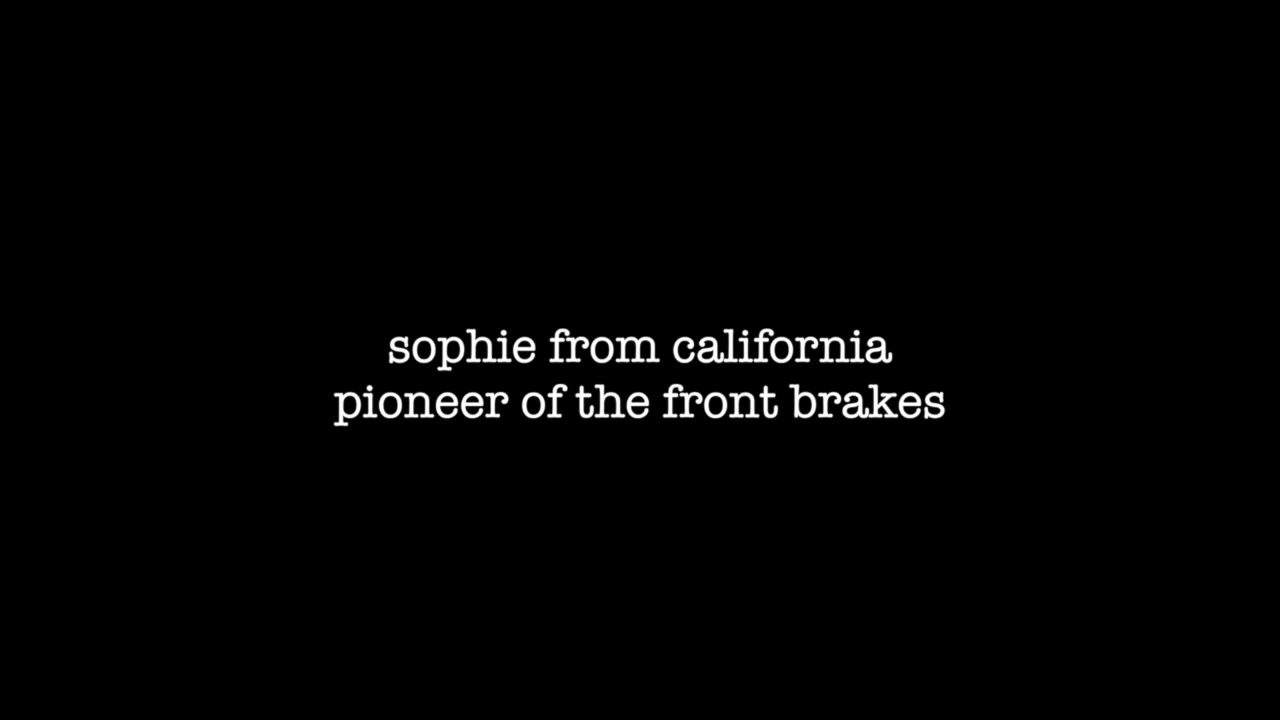 sophie from california
pioneer of the front brakes